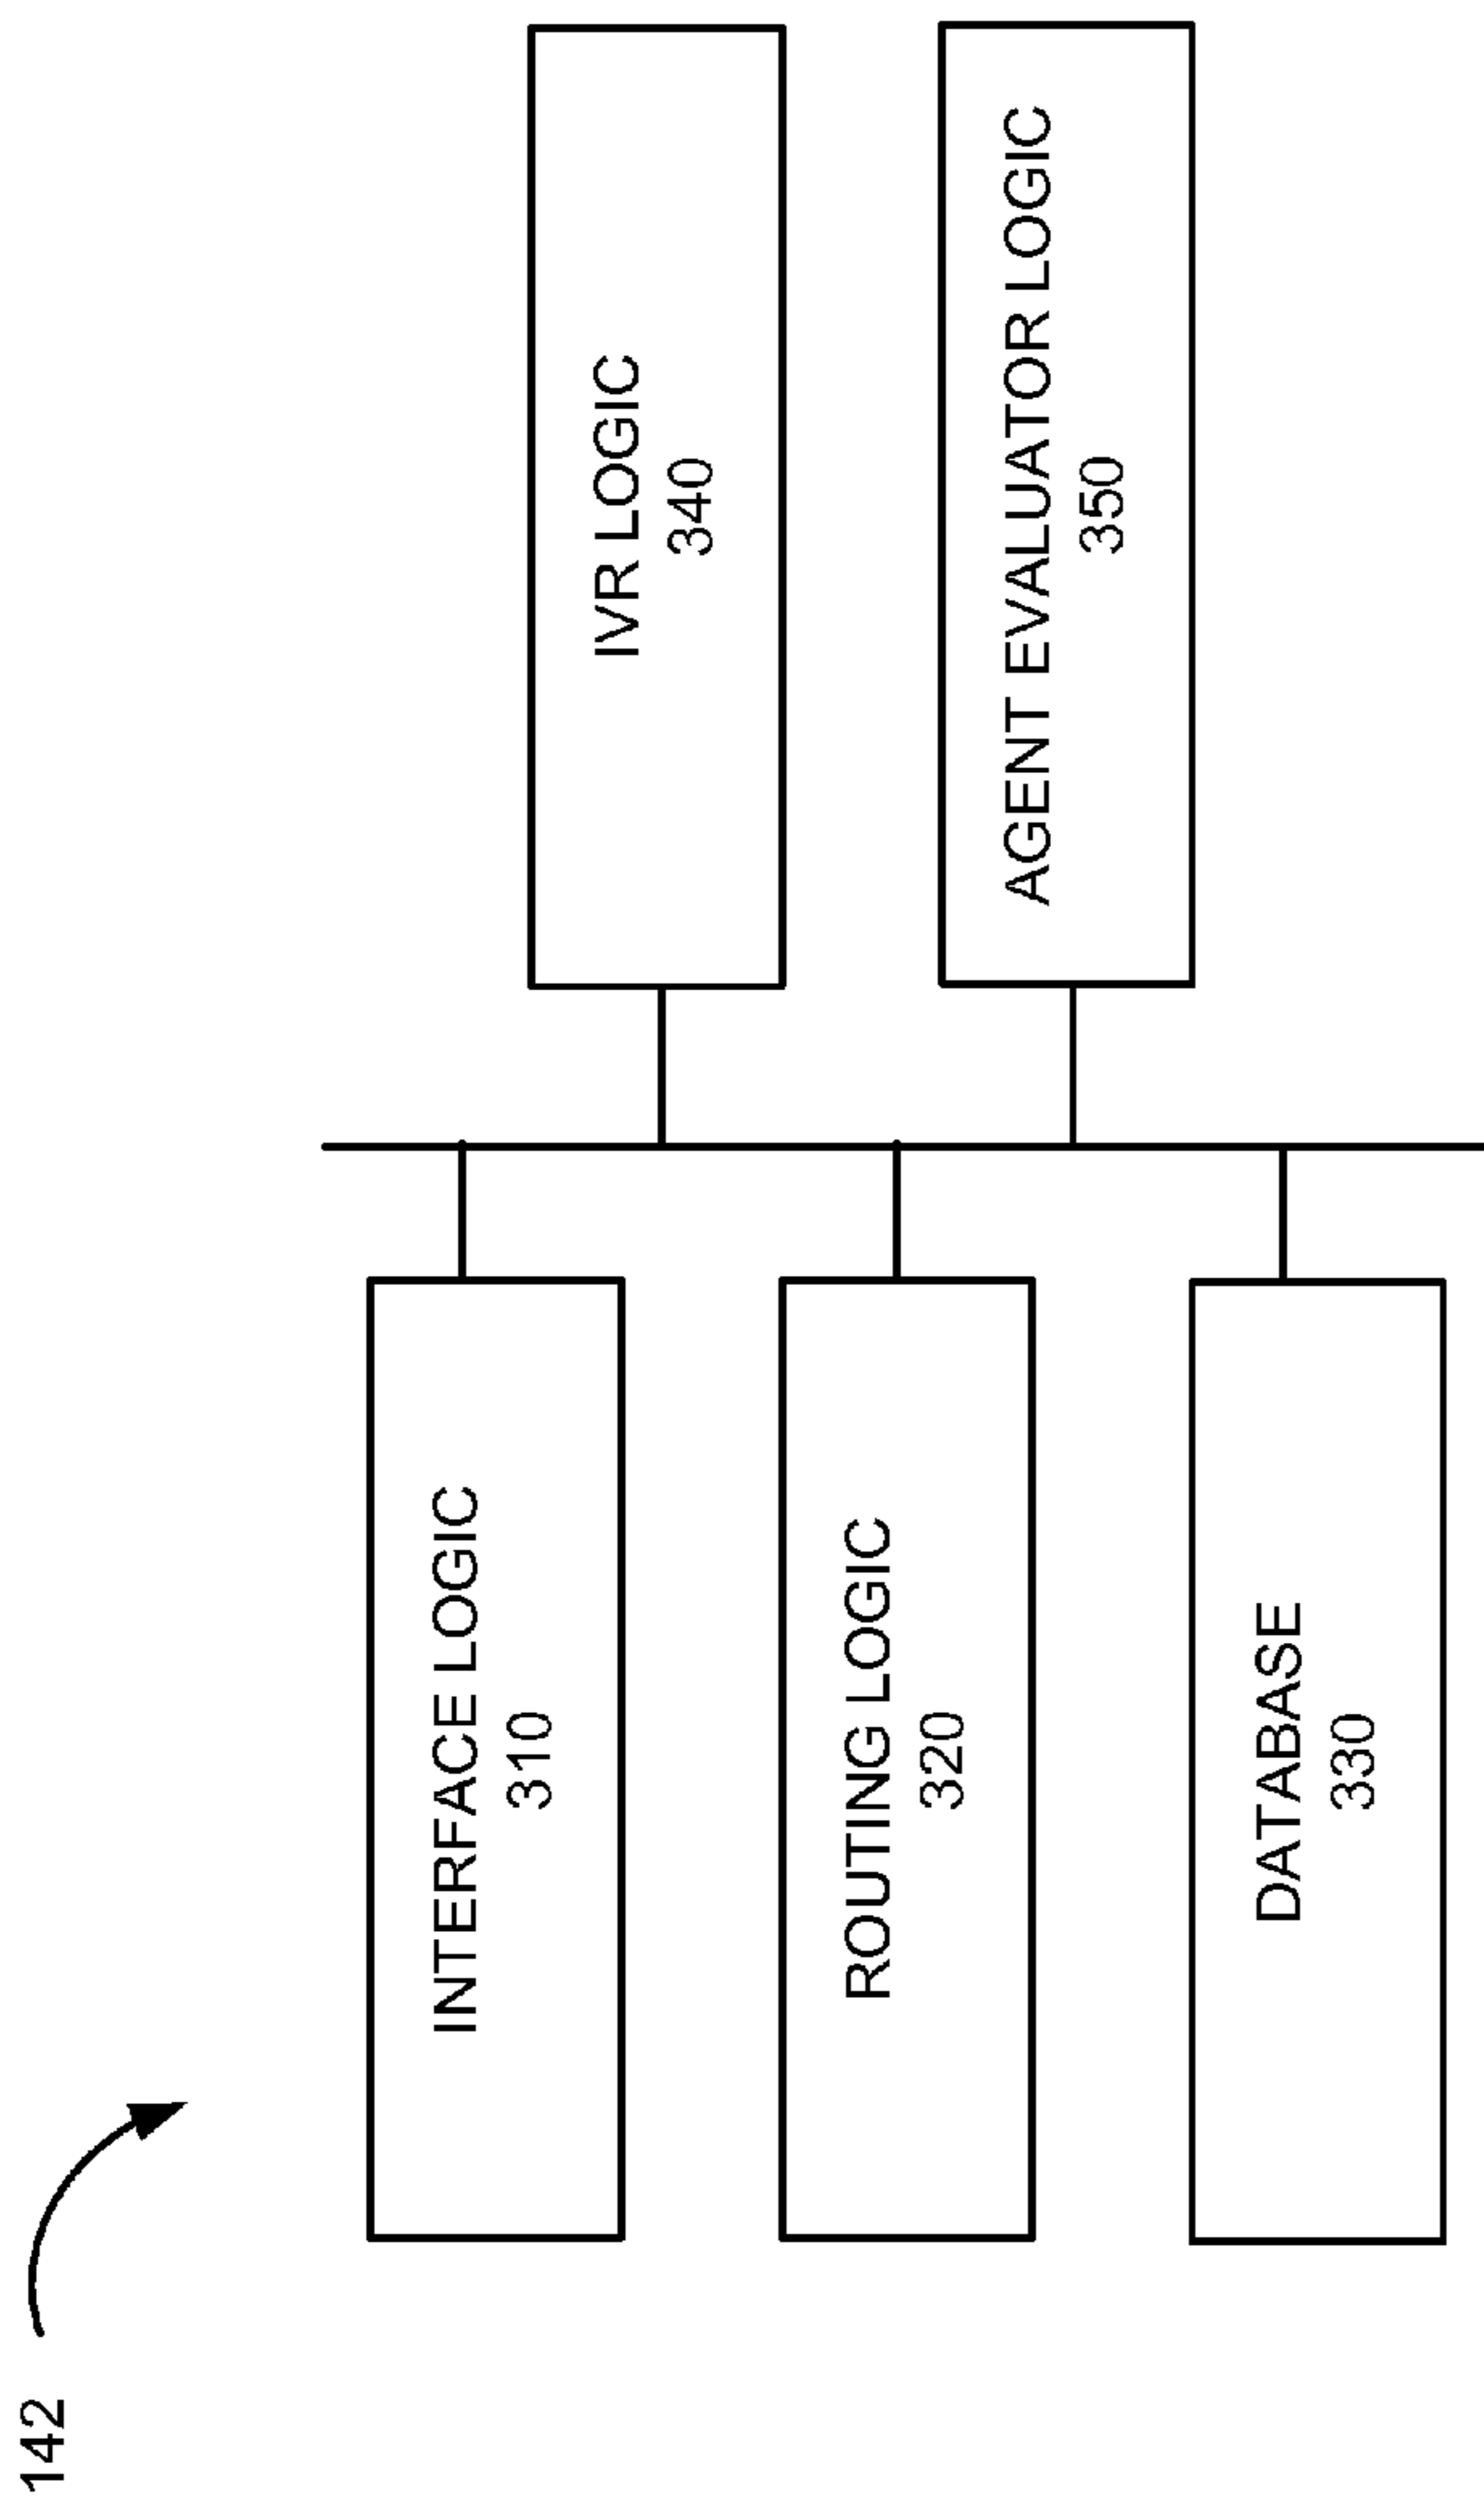 142
INTERFACE LOGIC
310
ROUTING LOGIC
320
DATABASE
330
IVR LOGIC
340
AGENT EVALUATOR LOGIC
350